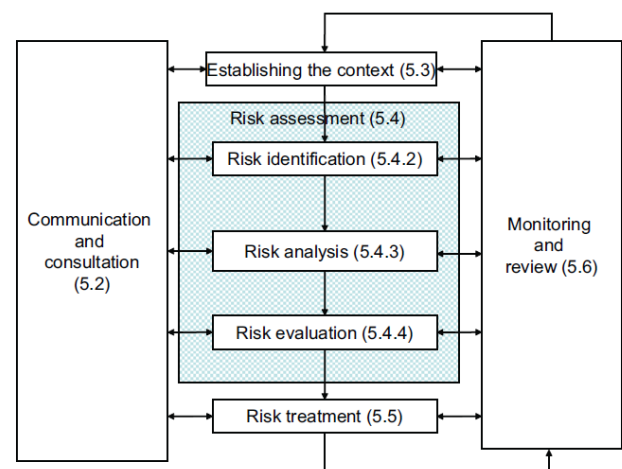 Establishing the context (5.3)
Risk assessment (5.4)
Risk identification (5.4.2)
Communication
and
consultation
(5.2)
Monitoring
and
review (5.6)
Risk analysis (5.4.3)
Risk evaluation (5.4.4)
Risk treatment (5.5)